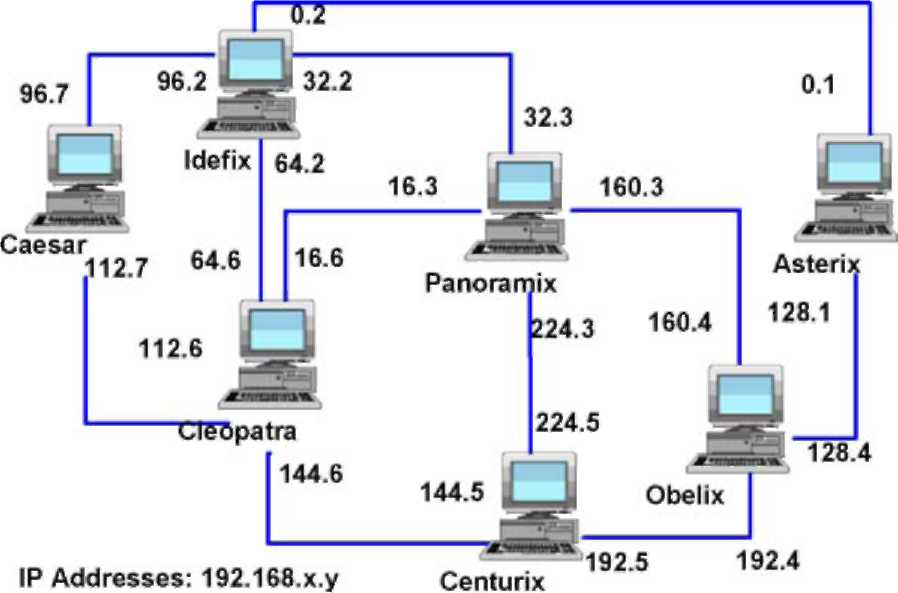 0.2
96.7
96.2
32.2
0.1
32.3
Idefix
64.2
16.3
160.3
Caesar
112.7
64.6
16.6
Panoramix
Asterix
128.1
112.6
224.3
160.4
Cleopatra
224.5
128.4
144.6
144.5
Obelix
192.5
192.4
IP Addresses: 192.168.x.y
Centurix